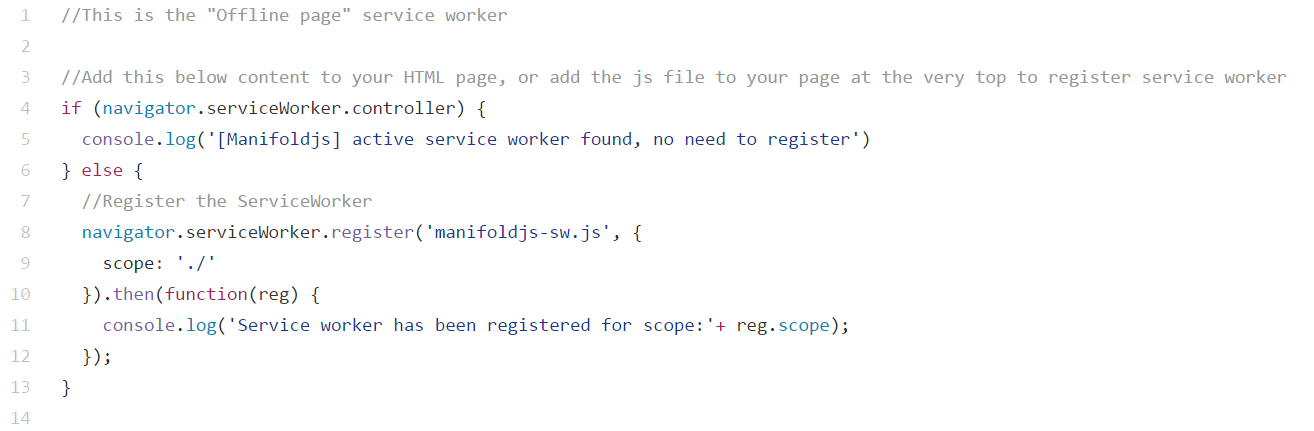 1 //This is the "Offline page" service worker
2
3 //Add this below content to your HTML page, or add the js file to your page at the very top to register service worker
4 if (navigator.serviceWorker.controller) {
5   console.log('[Manifoldjs] active service worker found, no need to register')
6 } else {
7   //Register the ServiceWorker
8   navigator.serviceWorker.register('manifoldjs-sw.js', {
9     scope: './'
10   }).then(function(reg) {
11     console.log('Service worker has been registered for scope:'+ reg.scope);
12   });
13 }
14